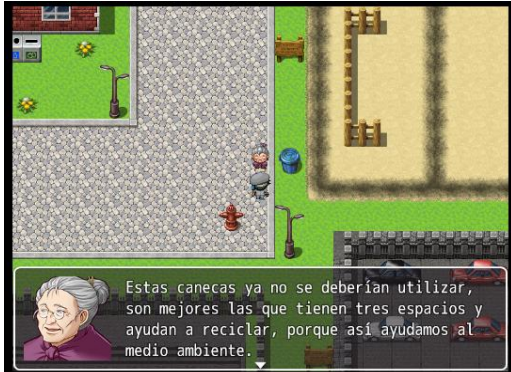 Estas canecas ya no se deberían utilizar,
son mejores las que tienen tres espacios y
ayudan a reciclar, porque así ayudamos al
medio ambiente.